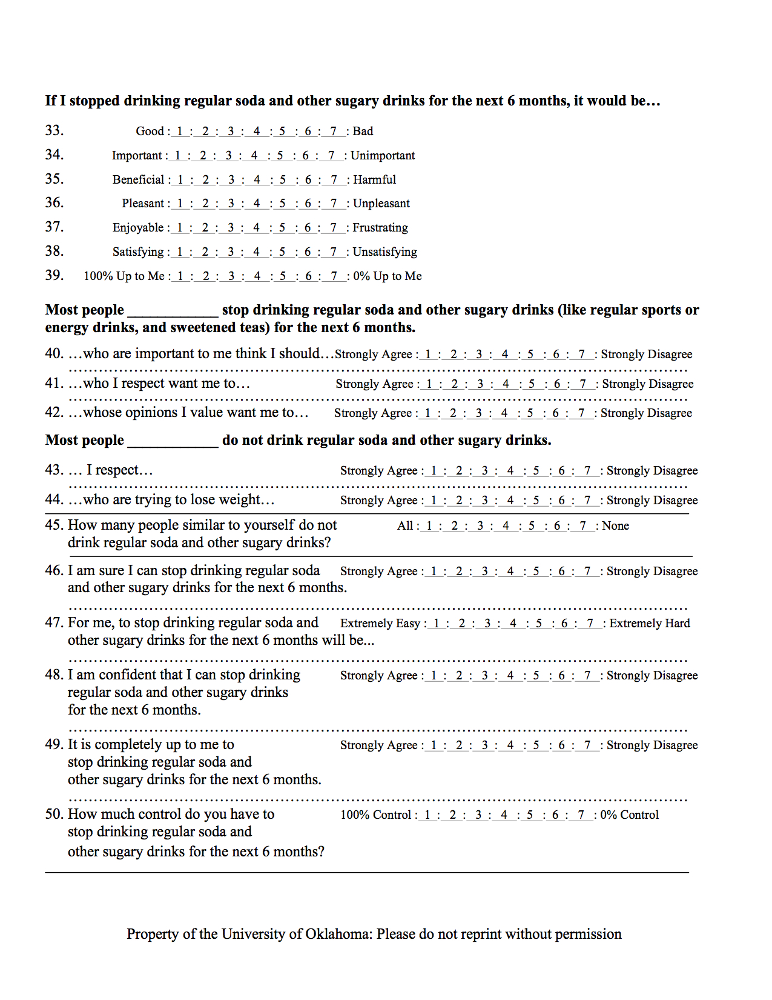 If I stopped drinking regular soda and other sugary drinks for the next 6 months, it would be…
33. Good : 1 : 2 : 3 : 4 : 5 : 6 : 7 : Bad
34. Important : 1 : 2 : 3 : 4 : 5 : 6 : 7 : Unimportant
35. Beneficial : 1 : 2 : 3 : 4 : 5 : 6 : 7 : Harmful
36. Pleasant : 1 : 2 : 3 : 4 : 5 : 6 : 7 : Unpleasant
37. Enjoyable : 1 : 2 : 3 : 4 : 5 : 6 : 7 : Frustrating
38. Satisfying : 1 : 2 : 3 : 4 : 5 : 6 : 7 : Unsatisfying
39. 100% Up to Me : 1 : 2 : 3 : 4 : 5 : 6 : 7 : 0% Up to Me
Most people ____________ stop drinking regular soda and other sugary drinks (like regular sports or
energy drinks, and sweetened teas) for the next 6 months.
40. …who are important to me think I should…Strongly Agree : 1 : 2 : 3 : 4 : 5 : 6 : 7 : Strongly Disagree
41. …who I respect want me to… Strongly Agree : 1 : 2 : 3 : 4 : 5 : 6 : 7 : Strongly Disagree
42. …whose opinions I value want me to… Strongly Agree : 1 : 2 : 3 : 4 : 5 : 6 : 7 : Strongly Disagree
Most people ____________ do not drink regular soda and other sugary drinks.
43. … I respect… Strongly Agree : 1 : 2 : 3 : 4 : 5 : 6 : 7 : Strongly Disagree
44. …who are trying to lose weight… Strongly Agree : 1 : 2 : 3 : 4 : 5 : 6 : 7 : Strongly Disagree
45. How many people similar to yourself do not All : 1 : 2 : 3 : 4 : 5 : 6 : 7 : None
drink regular soda and other sugary drinks?
46. I am sure I can stop drinking regular soda Strongly Agree : 1 : 2 : 3 : 4 : 5 : 6 : 7 : Strongly Disagree
and other sugary drinks for the next 6 months.
47. For me, to stop drinking regular soda and Extremely Easy : 1 : 2 : 3 : 4 : 5 : 6 : 7 : Extremely Hard
other sugary drinks for the next 6 months will be...
48. I am confident that I can stop drinking Strongly Agree : 1 : 2 : 3 : 4 : 5 : 6 : 7 : Strongly Disagree
regular soda and other sugary drinks
for the next 6 months.
49. It is completely up to me to Strongly Agree : 1 : 2 : 3 : 4 : 5 : 6 : 7 : Strongly Disagree
stop drinking regular soda and
other sugary drinks for the next 6 months.
50. How much control do you have to 100% Control : 1 : 2 : 3 : 4 : 5 : 6 : 7 : 0% Control
stop drinking regular soda and
other sugary drinks for the next 6 months?
Property of the University of Oklahoma: Please do not reprint without permission